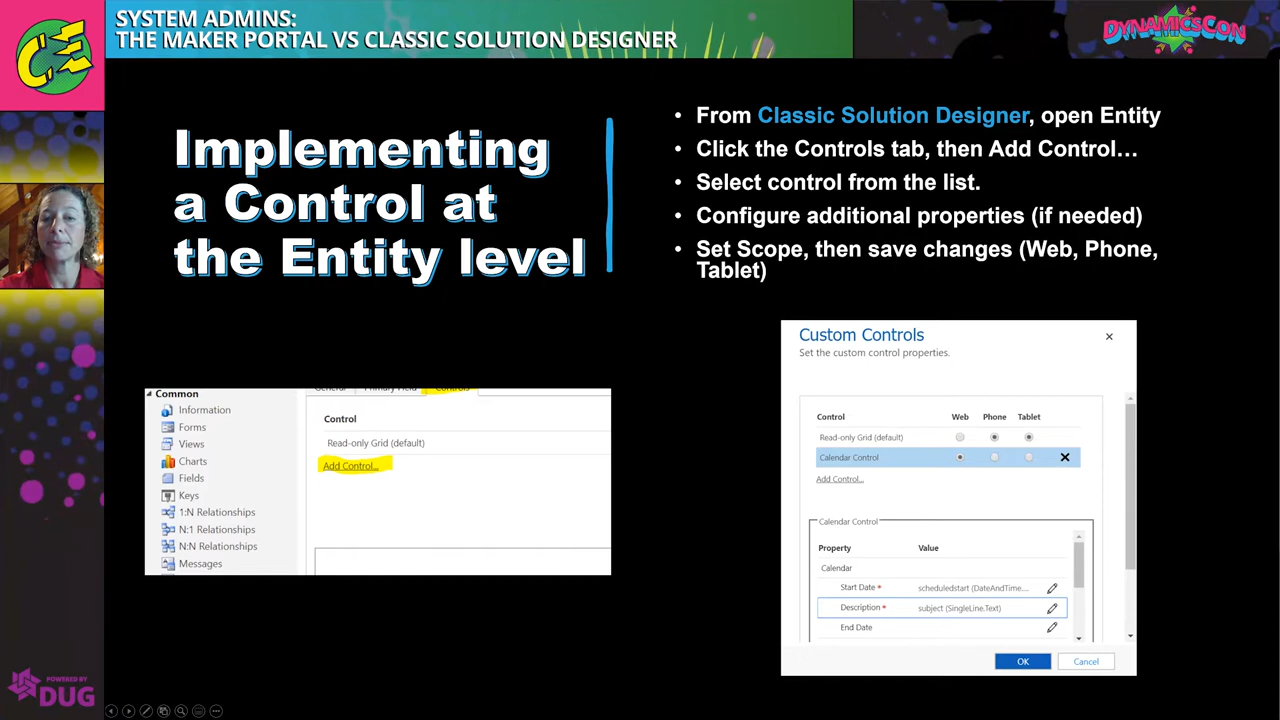 SYSTEM ADMINS:
THE MAKER PORTAL VS CLASSIC SOLUTION DESIGNER
CE
DYNAMICSCON
Implementing
a Control at
the Entity level
• From Classic Solution Designer, open Entity
• Click the Controls tab, then Add Control…
• Select control from the list.
• Configure additional properties (if needed)
• Set Scope, then save changes (Web, Phone,
Tablet)
Common
Information
Forms
Views
Charts
Fields
Keys
1:N Relationships
N:1 Relationships
N:N Relationships
Messages
General Primary Field Controls
Control
Read-only Grid (default)
Add Control...
Custom Controls
Set the custom control properties.
Control Web Phone Tablet
Read-only Grid (default)
Calendar Control
Add Control...
Calendar Control
Property Value
Calendar
Start Date * scheduledstart (DateAndTime....
Description * subject (SingleLine.Text)
End Date
OK Cancel
POWERED BY
DUG